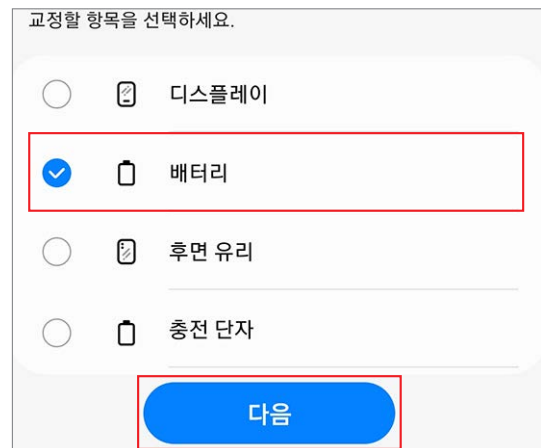 교정할 항목을 선택하세요.
디스플레이
배터리
후면 유리
충전 단자
다음